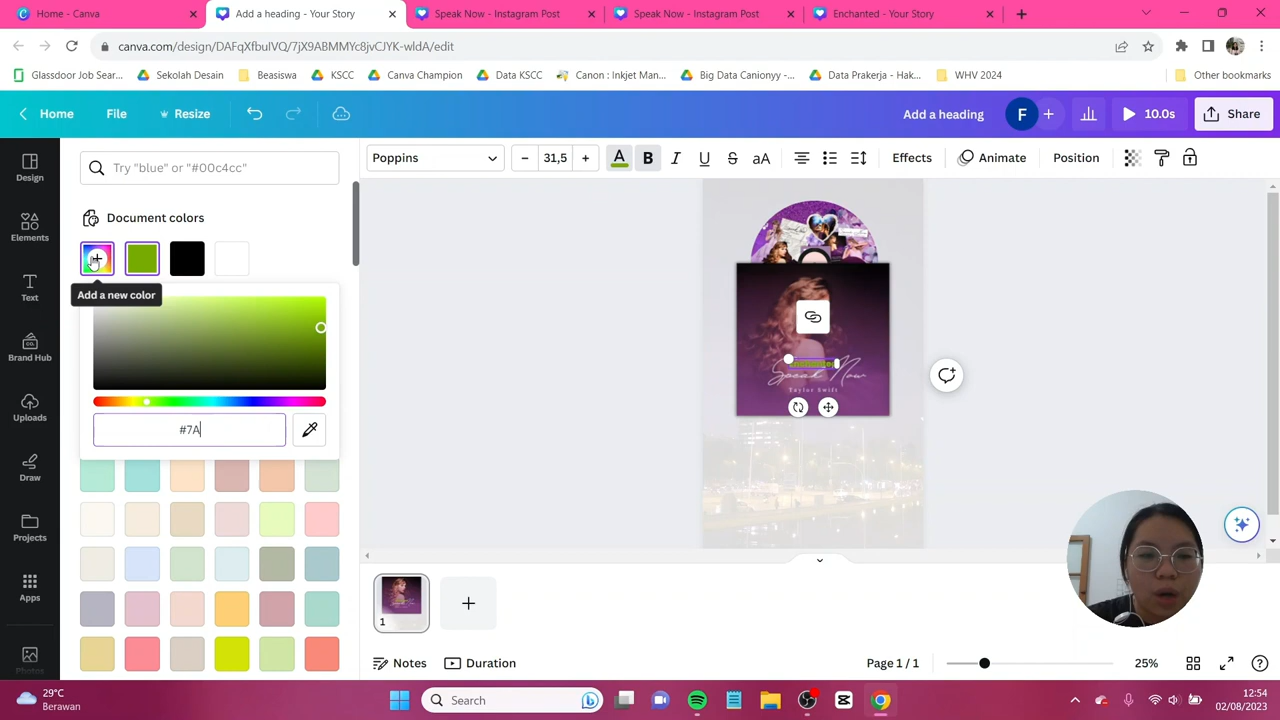 Home - Canva
Add a heading - Your Story
Speak Now - Instagram Post
Speak Now - Instagram Post
Enchanted - Your Story
canva.com/design/DAFqXfbuIVQ/7jX9ABMMYc8jvCJYK-wIdA/edit
Glassdoor Job Sear...
Sekolah Desain
Beasiswa
KSCC
Canva Champion
Data KSCC
Canon : Inkjet Man...
Big Data Canionyy -...
Data Prakerja - Hak...
WHV 2024
Other bookmarks
Home
File
Resize
Add a heading
F
10.0s
Share
Design
Elements
Text
Brand Hub
Uploads
Draw
Projects
Apps
Photos
Try "blue" or "#00c4cc"
Poppins
31,5
A
B
I
U
S
aA
Effects
Animate
Position
Document colors
Add a new color
#7A
Speak Now
Taylor Swift
1
Notes
Duration
Page 1 / 1
25%
29°C
Berawan
Search
12:54
02/08/2023